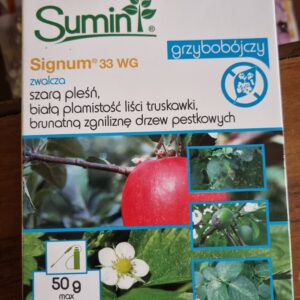 Sumin®
grzybobójczy
Signum® 33 WG
zwalcza
szarą pleśń,
białą plamistość liści truskawki,
brunatną zgniliznę drzew pestkowych
50 g
max